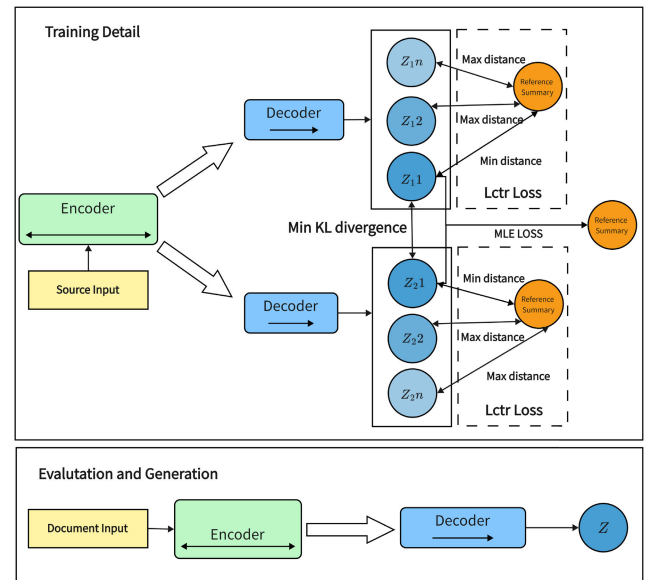 Training Detail
Z₁n
Max distance
Reference
Summary
Decoder
Z₁2
Max distance
Z₁1
Min distance
Encoder
Lctr Loss
Min KL divergence
MLE LOSS
Reference
Summary
Source Input
Z₂1
Min distance
Decoder
Reference
Summary
Z₂2
Max distance
Max distance
Z₂n
Lctr Loss
Evalutation and Generation
Document Input
Encoder
Decoder
Z